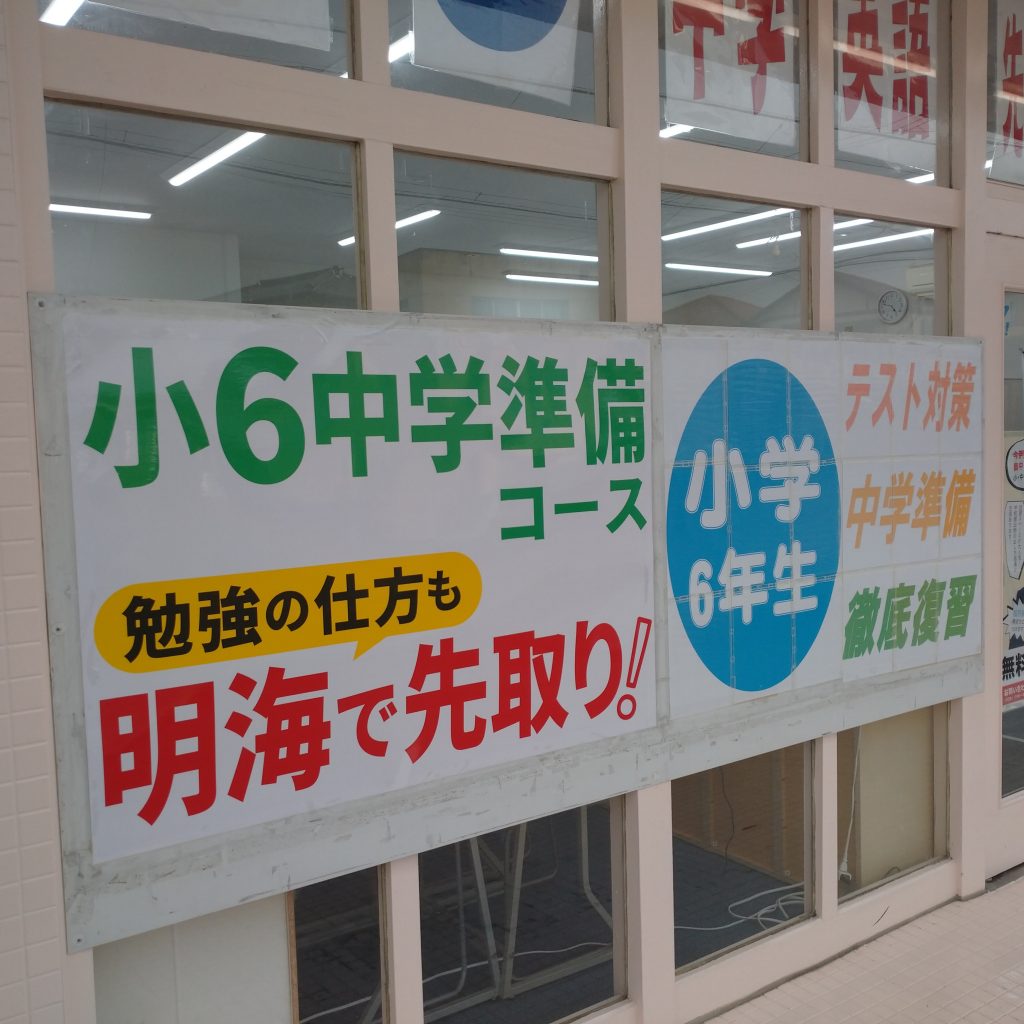 中学
英語
先
小6中学準備
コース
勉強の仕方も
明海で先取り!
小学
6年生
テスト対策
中学準備
徹底復習
無料